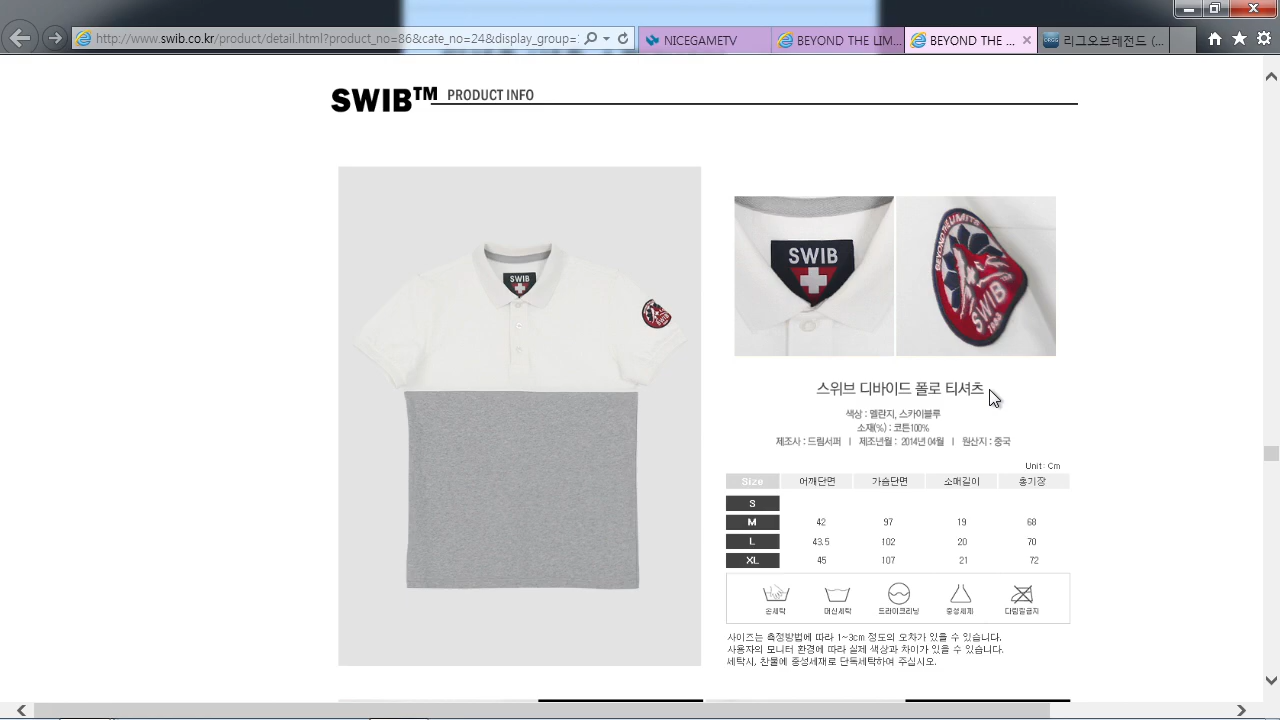 http://www.swib.co.kr/product/detail.html?product_no=86&cate_no=24&display_group=
NICEGAMETV
BEYOND THE LIM...
BEYOND THE ...
리그오브레전드 (...
SWIB™ PRODUCT INFO
SWIB
SWIB
BEYOND THE LIMITS
SWIB
스위브 디바이드 폴로 티셔츠
색상 : 멜란지, 스카이블루
소재(%) : 코튼100%
제조사 : 드림서퍼 I 제조년월 : 2014년 04월 I 원산지 : 중국
Unit: Cm
Size 어깨단면 가슴단면 소매길이 총기장
S
M 42 97 19 68
L 43.5 102 20 70
XL 45 107 21 72
손세탁 머신세탁 드라이크리닝 중성세제 다림질금지
사이즈는 측정방법에 따라 1~3cm 정도의 오차가 있을 수 있습니다.
사용자의 모니터 환경에 따라 실제 색상과 차이가 있을 수 있습니다.
세탁시, 찬물에 중성세재로 단독세탁하여 주십시오.